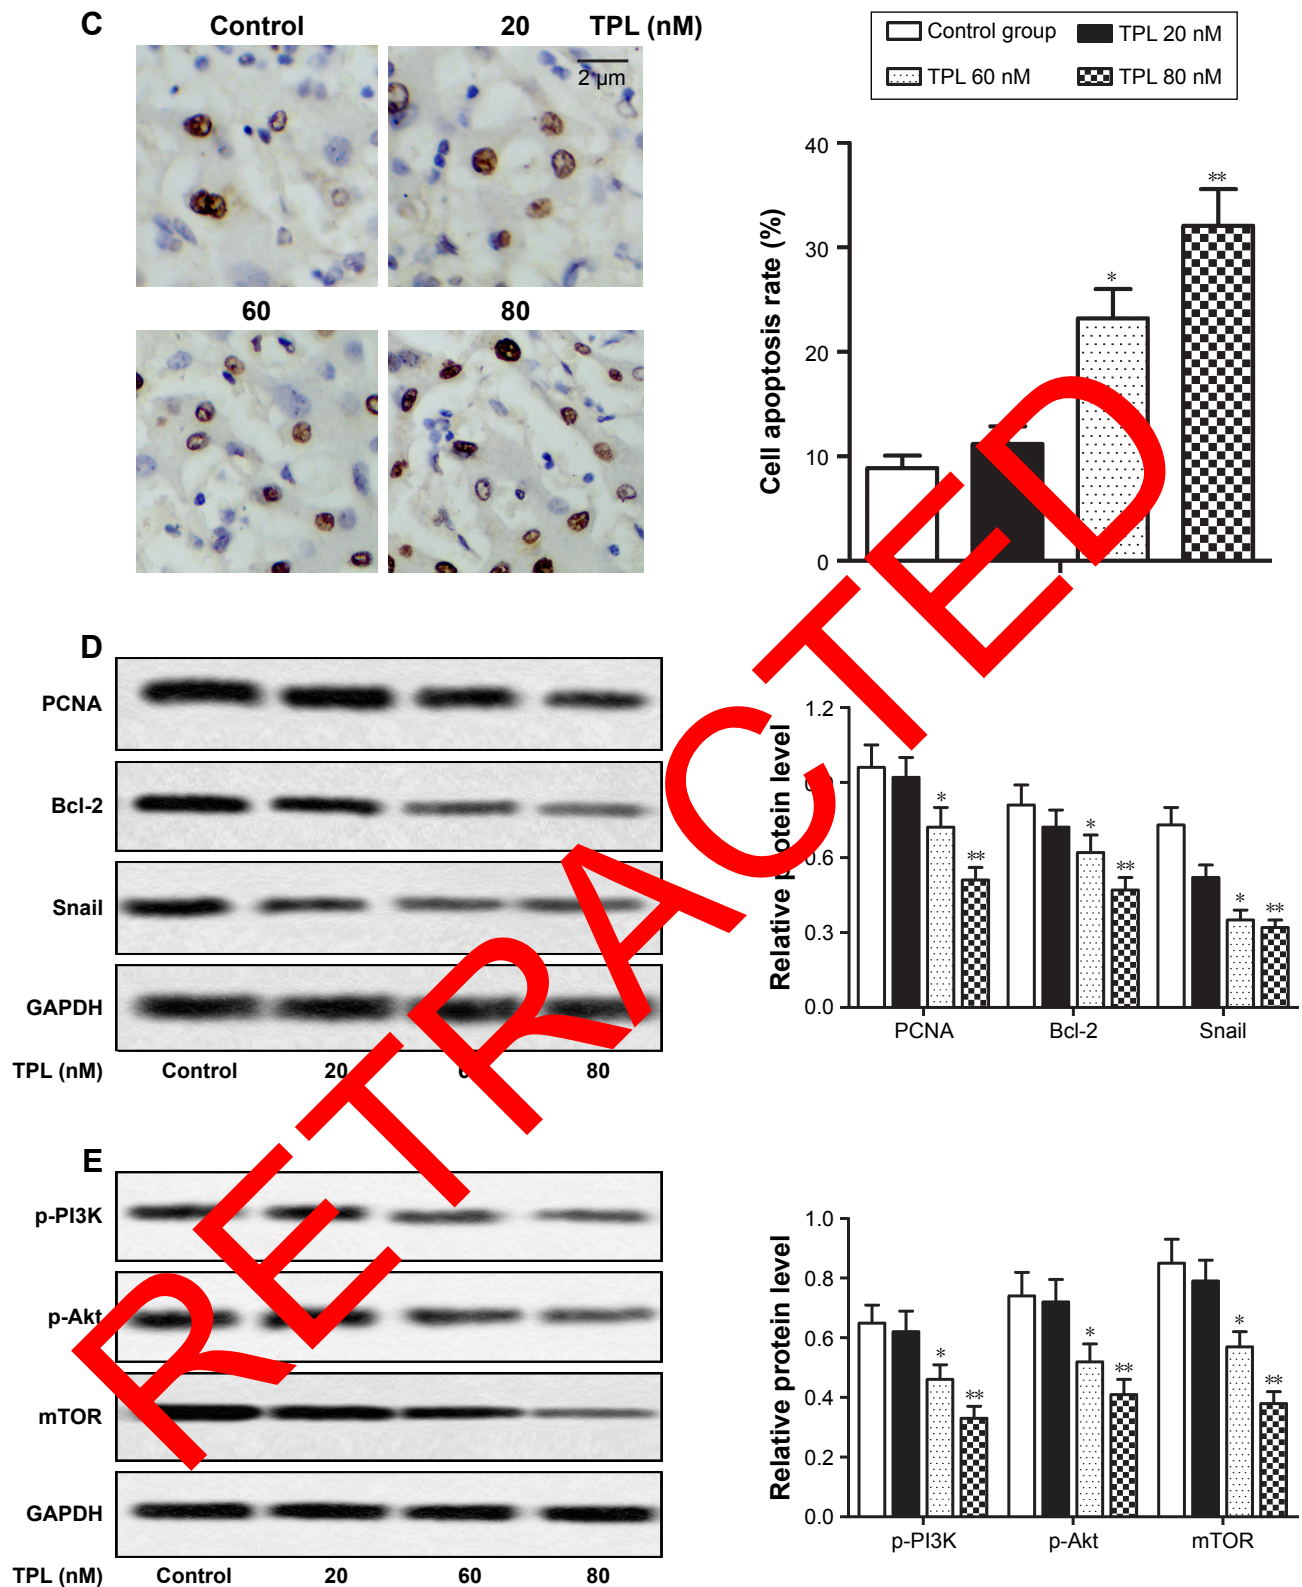 C
Control
20
TPL (nM)
2 µm
60
80
Control group
TPL 20 nM
TPL 60 nM
TPL 80 nM
Cell apoptosis rate (%)
40
30
20
10
0
*
**
D
PCNA
Bcl-2
Snail
GAPDH
TPL (nM)
Control
20
80
Relative protein level
1.2
0.6
0.3
0.0
*
**
*
**
*
**
PCNA
Bcl-2
Snail
E
p-PI3K
p-Akt
mTOR
GAPDH
TPL (nM)
Control
20
60
80
Relative protein level
1.0
0.8
0.6
0.4
0.2
0.0
*
**
*
**
*
**
p-PI3K
p-Akt
mTOR
RETRACTED